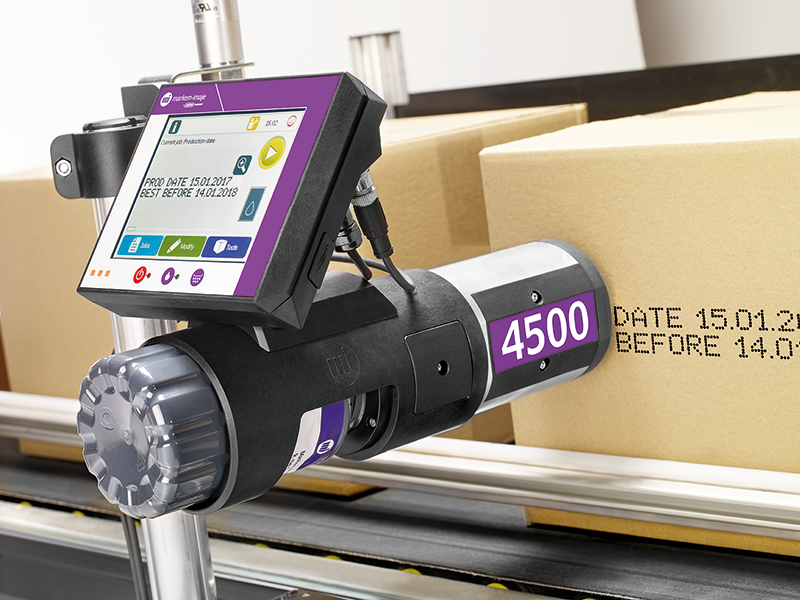 markem-imaje
Current job: Production-date
15:02
PROD DATE 15.01.2017
BEST BEFORE 14.01.2018
Jobs
Modify
Tools
4500
DATE 15.01.2
BEFORE 14.01